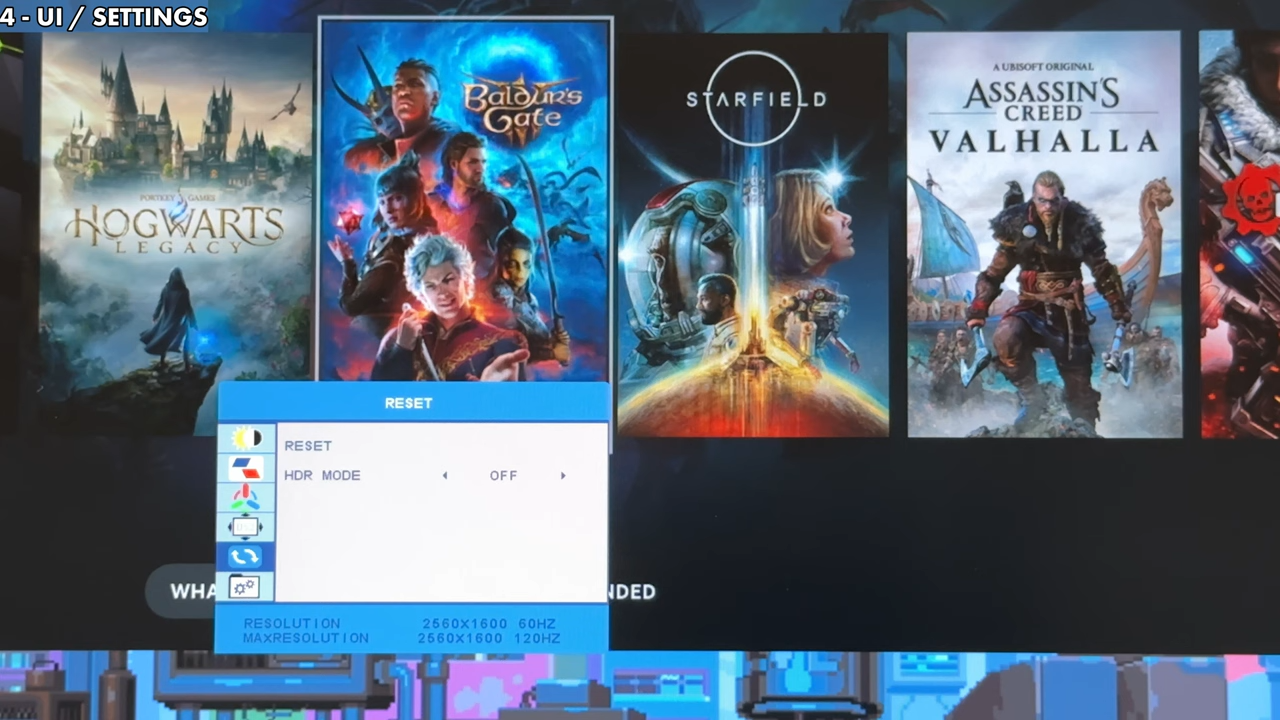 4 - UI / SETTINGS
PORTKEY GAMES
HOGWARTS
LEGACY
BALDUR'S
GATE
STARFIELD
A UBISOFT ORIGINAL
ASSASSIN'S
CREED
VALHALLA
RESET
RESET
HDR MODE OFF
WHA
NDED
RESOLUTION 2560X1600 60HZ
MAXRESOLUTION 2560X1600 120HZ